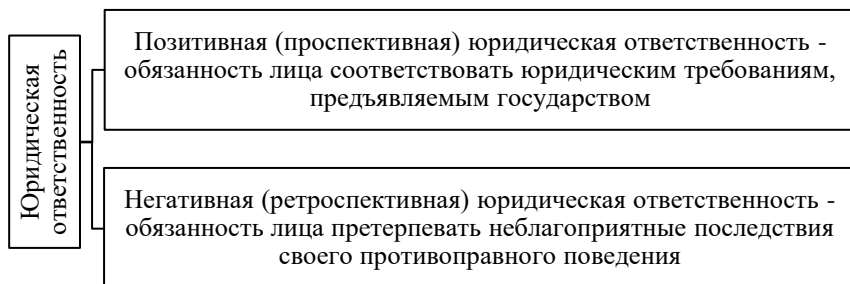 Юридическая
ответственность
Позитивная (проспективная) юридическая ответственность -
обязанность лица соответствовать юридическим требованиям,
предъявляемым государством
Негативная (ретроспективная) юридическая ответственность -
обязанность лица претерпевать неблагоприятные последствия
своего противоправного поведения